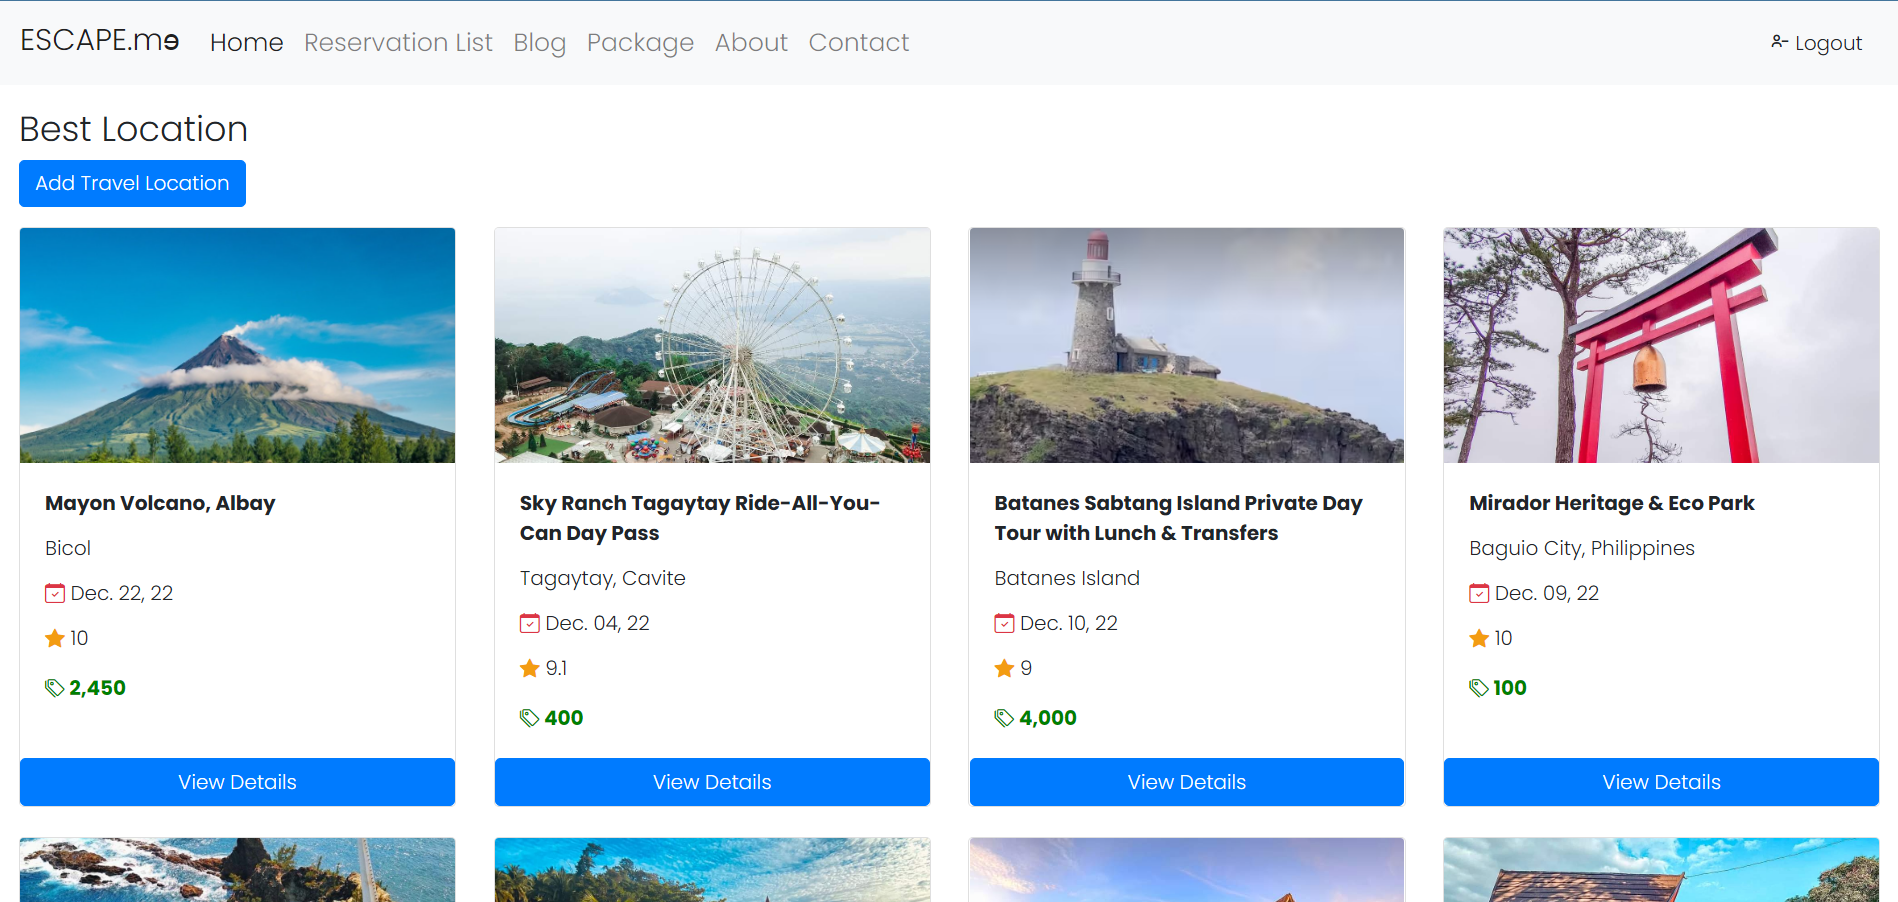 ESCAPE.mɘ Home Reservation List Blog Package About Contact Logout
Best Location
Add Travel Location
Mayon Volcano, Albay
Bicol
Dec. 22, 22
10
2,450
View Details
Sky Ranch Tagaytay Ride-All-You-
Can Day Pass
Tagaytay, Cavite
Dec. 04, 22
9.1
400
View Details
Batanes Sabtang Island Private Day
Tour with Lunch & Transfers
Batanes Island
Dec. 10, 22
9
4,000
View Details
Mirador Heritage & Eco Park
Baguio City, Philippines
Dec. 09, 22
10
100
View Details